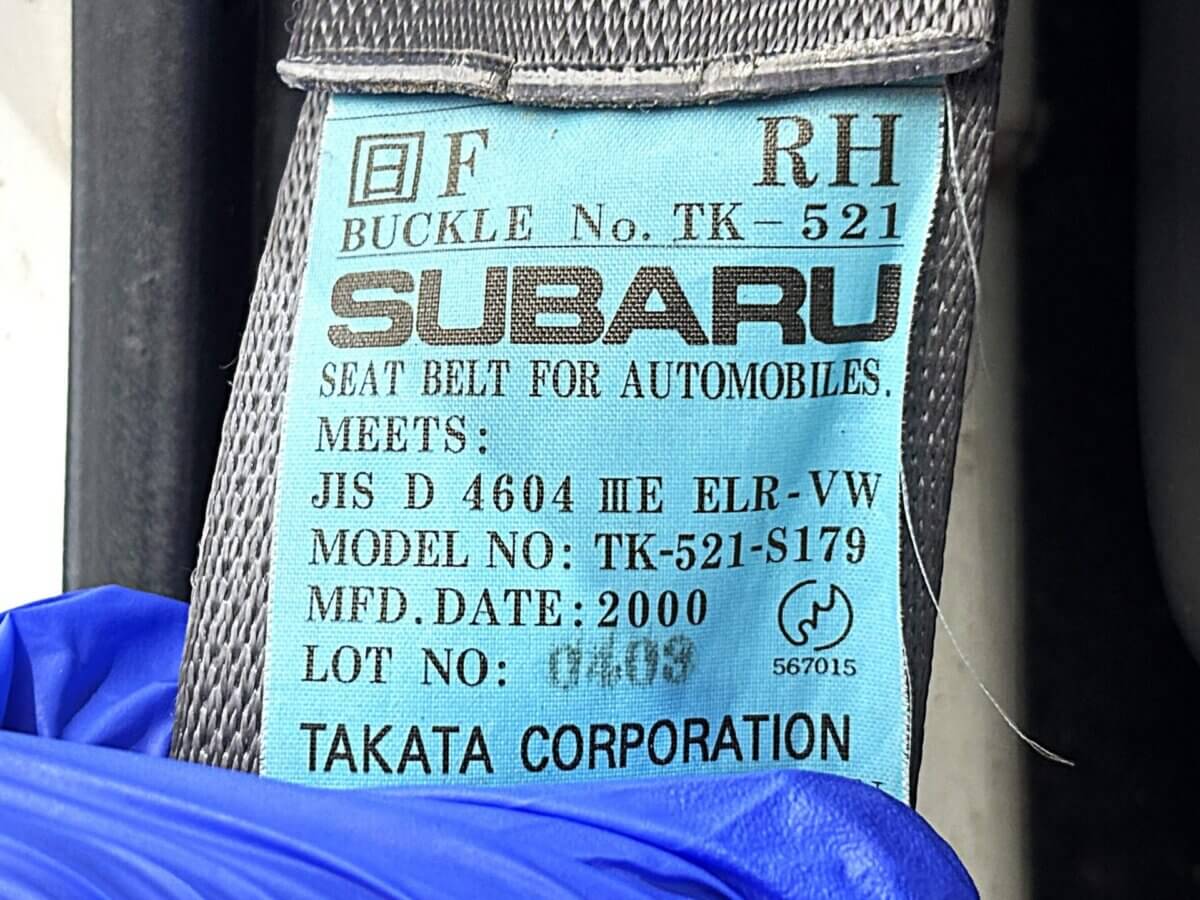 日 F RH
BUCKLE No. TK-521
SUBARU
SEAT BELT FOR AUTOMOBILES.
MEETS:
JIS D 4604 ⅢE ELR-VW
MODEL NO: TK-521-S179
MFD.DATE:2000
LOT NO: 0403
567015
TAKATA CORPORATION